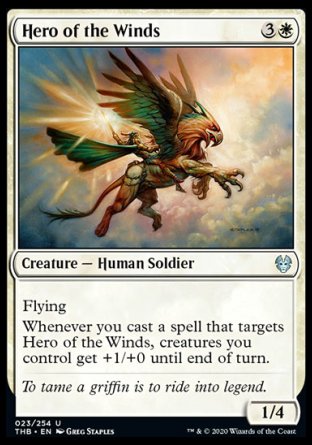 Hero of the Winds 3
Creature — Human Soldier
Flying
Whenever you cast a spell that targets
Hero of the Winds, creatures you
control get +1/+0 until end of turn.
To tame a griffin is to ride into legend.
1/4
023/254 U
THB • EN Greg Staples
™ & © 2020 Wizards of the Coast